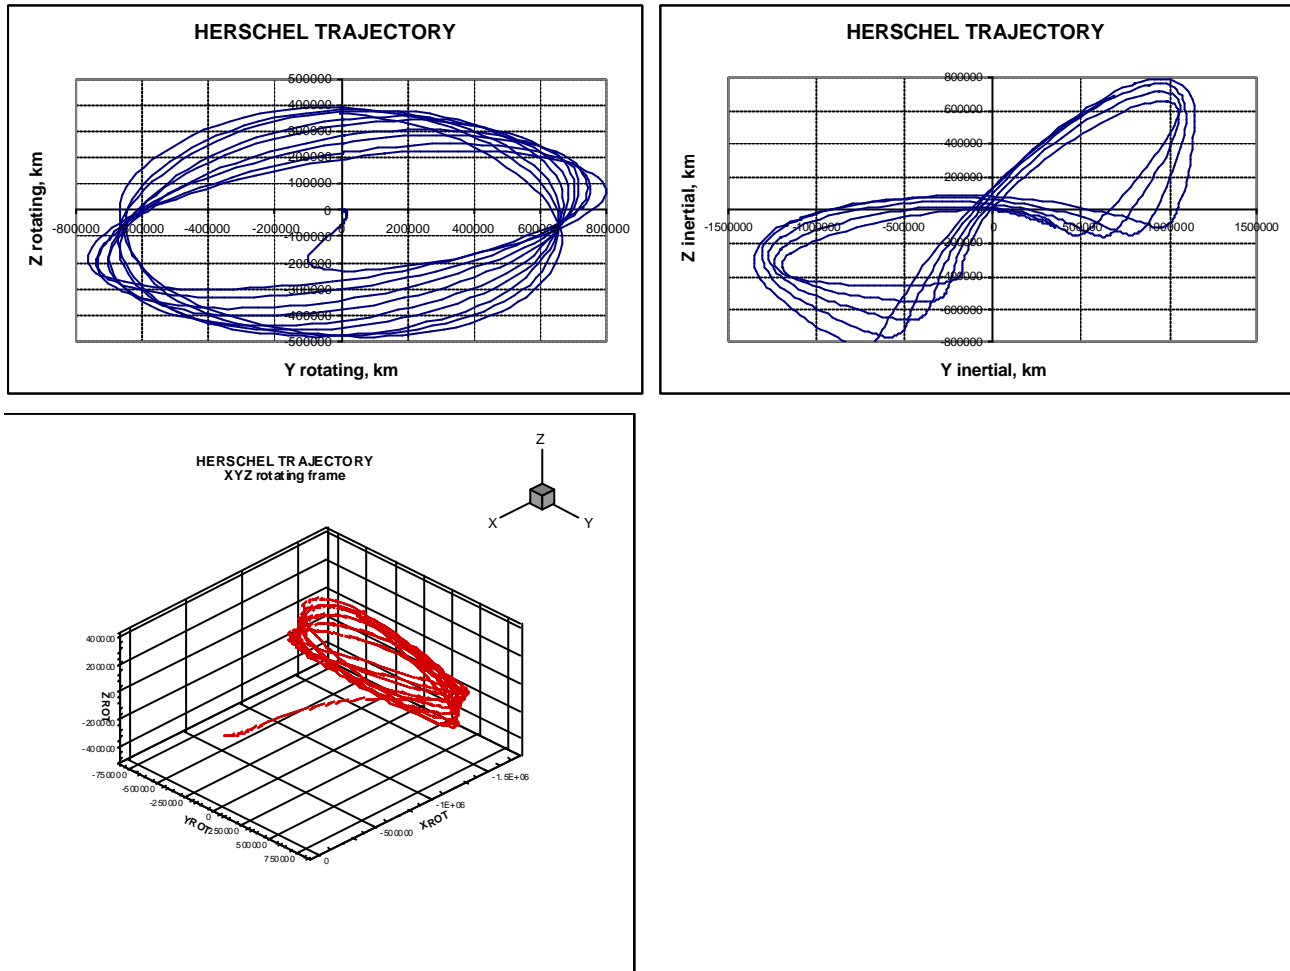 HERSCHEL TRAJECTORY
500000
400000
300000
200000
100000
0
-100000
-200000
-300000
-400000
-500000
-800000 -600000 -400000 -200000 0 200000 400000 600000 800000
Z rotating, km
Y rotating, km
HERSCHEL TRAJECTORY
800000
600000
400000
200000
0
-200000
-400000
-600000
-800000
-1500000 -1000000 -500000 0 500000 1000000 1500000
Z inertial, km
Y inertial, km
HERSCHEL TRAJECTORY
XYZ rotating frame
Z
X
Y
400000
200000
0
-200000
-400000
ZROT
-750000
-500000
-250000
0
250000
500000
750000
YROT
0
-500000
-1E+06
-1.5E+06
XROT